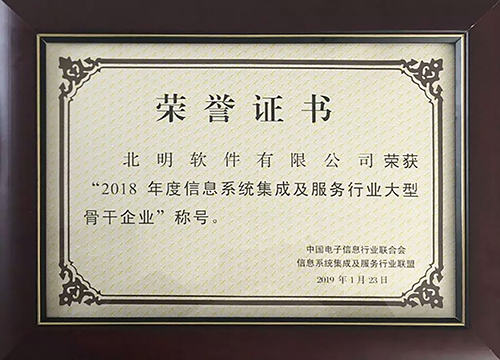 荣誉证书
北明软件有限公司荣获
“2018 年度信息系统集成及服务行业大型
骨干企业”称号。
中国电子信息行业联合会
信息系统集成及服务行业联盟
2019 年 1 月 23 日